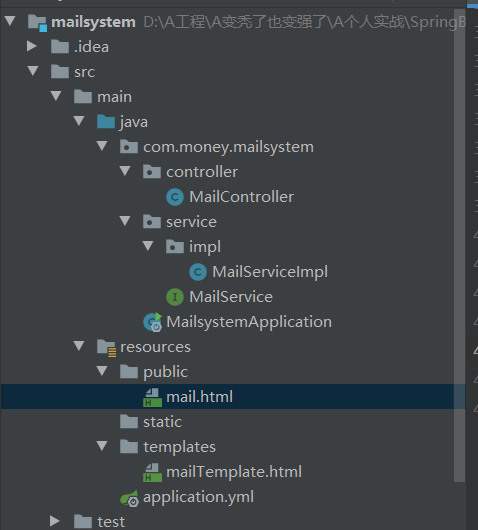 mailsystem D:\A工程\A变秀了也变强了\A个人实战\SpringB
.idea
src
main
java
com.money.mailsystem
controller
MailController
service
impl
MailServiceImpl
MailService
MailsystemApplication
resources
public
mail.html
static
templates
mailTemplate.html
application.yml
test